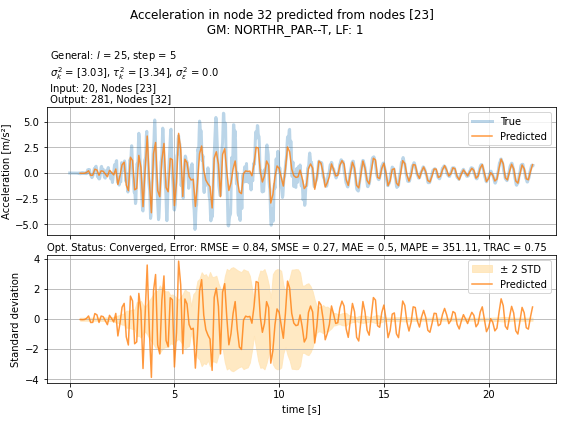 Acceleration in node 32 predicted from nodes [23]
GM: NORTHR_PAR--T, LF: 1
General: l = 25, step = 5
σ²ₖ = [3.03], τ²ₖ = [3.34], σ²ₑ = 0.0
Input: 20, Nodes [23]
Output: 281, Nodes [32]
5.0
2.5
0.0
−2.5
−5.0
Acceleration [m/s²]
True
Predicted
Opt. Status: Converged, Error: RMSE = 0.84, SMSE = 0.27, MAE = 0.5, MAPE = 351.11, TRAC = 0.75
4
2
0
−2
−4
Standard deviation
± 2 STD
Predicted
0
5
10
15
20
time [s]